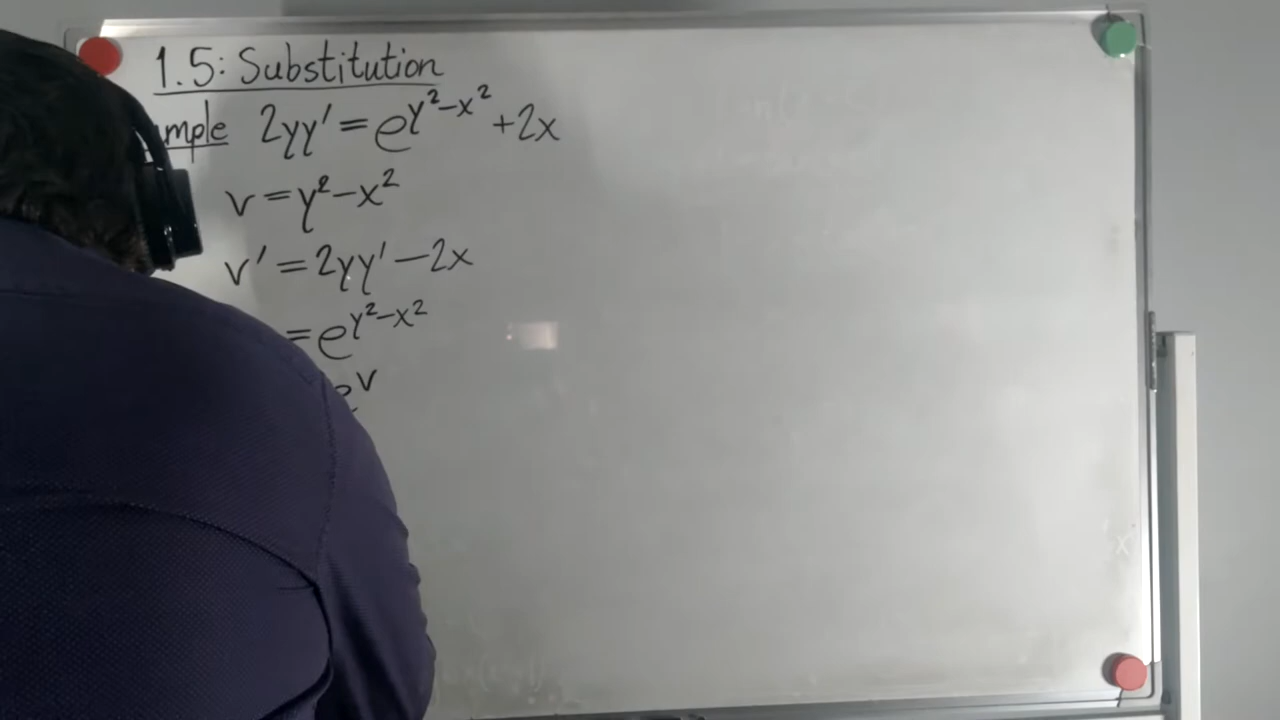 1.5: Substitution
mple 2yy' = e^{y²-x²} + 2x
v = y² - x²
v' = 2yy' - 2x
= e^{y²-x²}
e^v